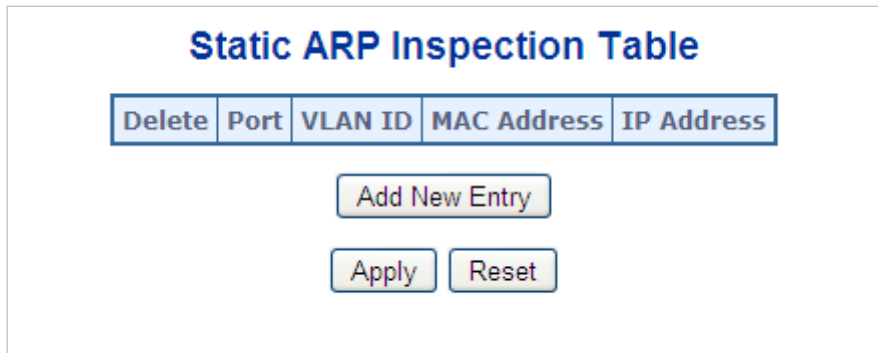 Static ARP Inspection Table
Delete Port VLAN ID MAC Address IP Address
Add New Entry
Apply Reset